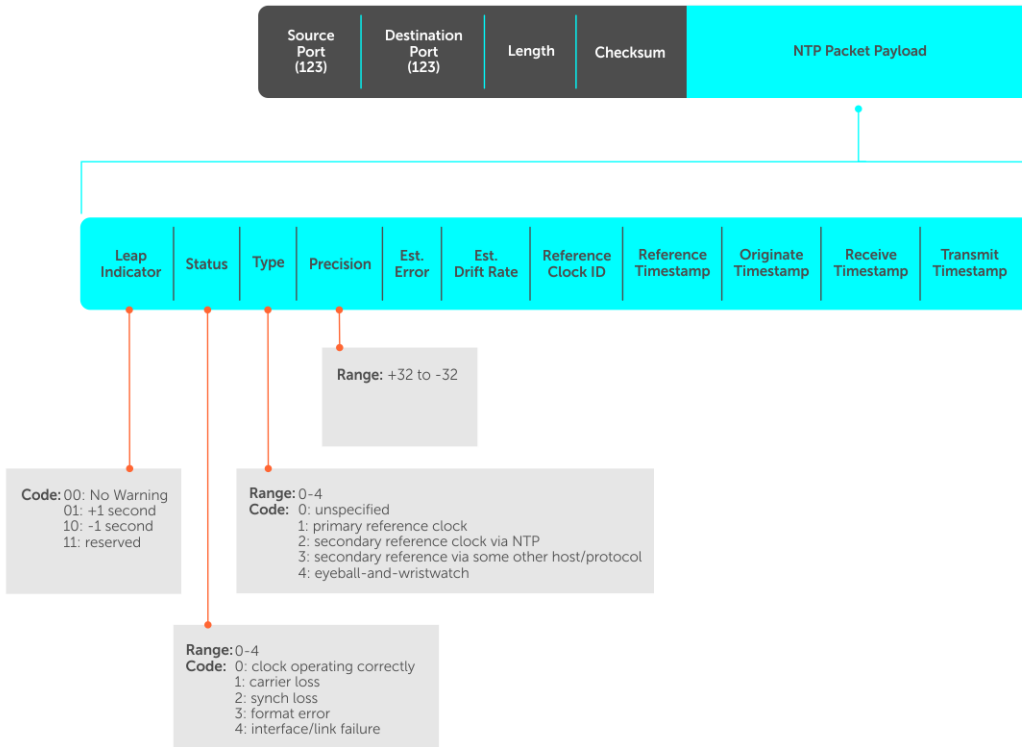 Source
Port
(123)
Destination
Port
(123)
Length
Checksum
NTP Packet Payload
Leap
Indicator
Status
Type
Precision
Est.
Error
Est.
Drift Rate
Reference
Clock ID
Reference
Timestamp
Originate
Timestamp
Receive
Timestamp
Transmit
Timestamp
Range: +32 to -32
Code: 00: No Warning
01: +1 second
10: -1 second
11: reserved
Range: 0-4
Code: 0: unspecified
1: primary reference clock
2: secondary reference clock via NTP
3: secondary reference via some other host/protocol
4: eyeball-and-wristwatch
Range: 0-4
Code: 0: clock operating correctly
1: carrier loss
2: synch loss
3: format error
4: interface/link failure